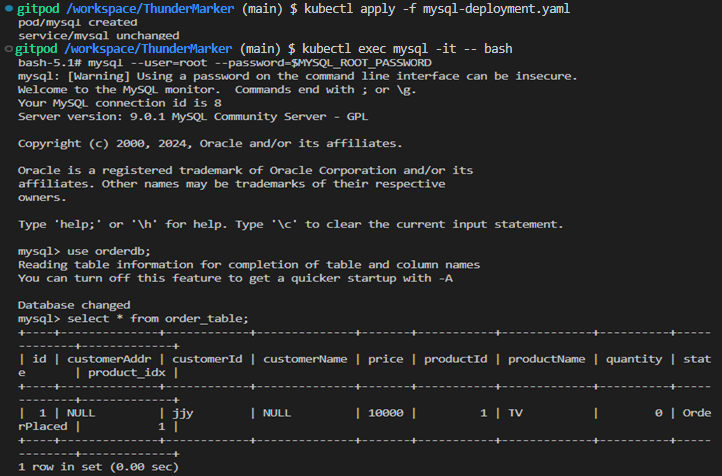 gitpod /workspace/ThunderMarker (main) $ kubectl apply -f mysql-deployment.yaml
pod/mysql created
service/mysql unchanged
gitpod /workspace/ThunderMarker (main) $ kubectl exec mysql -it -- bash
bash-5.1# mysql --user=root --password=$MYSQL_ROOT_PASSWORD
mysql: [Warning] Using a password on the command line interface can be insecure.
Welcome to the MySQL monitor.  Commands end with ; or \g.
Your MySQL connection id is 8
Server version: 9.0.1 MySQL Community Server - GPL

Copyright (c) 2000, 2024, Oracle and/or its affiliates.

Oracle is a registered trademark of Oracle Corporation and/or its
affiliates. Other names may be trademarks of their respective
owners.

Type 'help;' or '\h' for help. Type '\c' to clear the current input statement.

mysql> use orderdb;
Reading table information for completion of table and column names
You can turn off this feature to get a quicker startup with -A

Database changed
mysql> select * from order_table;
+----+--------------+------------+--------------+-------+-----------+-------------+----------+-----
--------+-------------+
| id | customerAddr | customerId | customerName | price | productId | productName | quantity | stat
e       | product_idx |
+----+--------------+------------+--------------+-------+-----------+-------------+----------+-----
--------+-------------+
|  1 | NULL         | jjy        | NULL         | 10000 |         1 | TV          |        0 | Orde
rPlaced |           1 |
+----+--------------+------------+--------------+-------+-----------+-------------+----------+-----
--------+-------------+
1 row in set (0.00 sec)